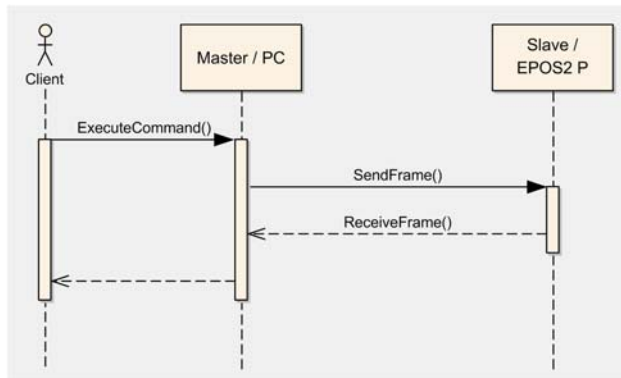 Client
Master / PC
Slave /
EPOS2 P
ExecuteCommand()
SendFrame()
ReceiveFrame()